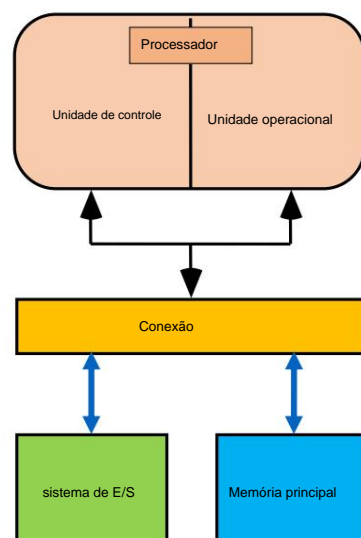 Processador
Unidade de controle
Unidade operacional
Conexão
sistema de E/S
Memória principal